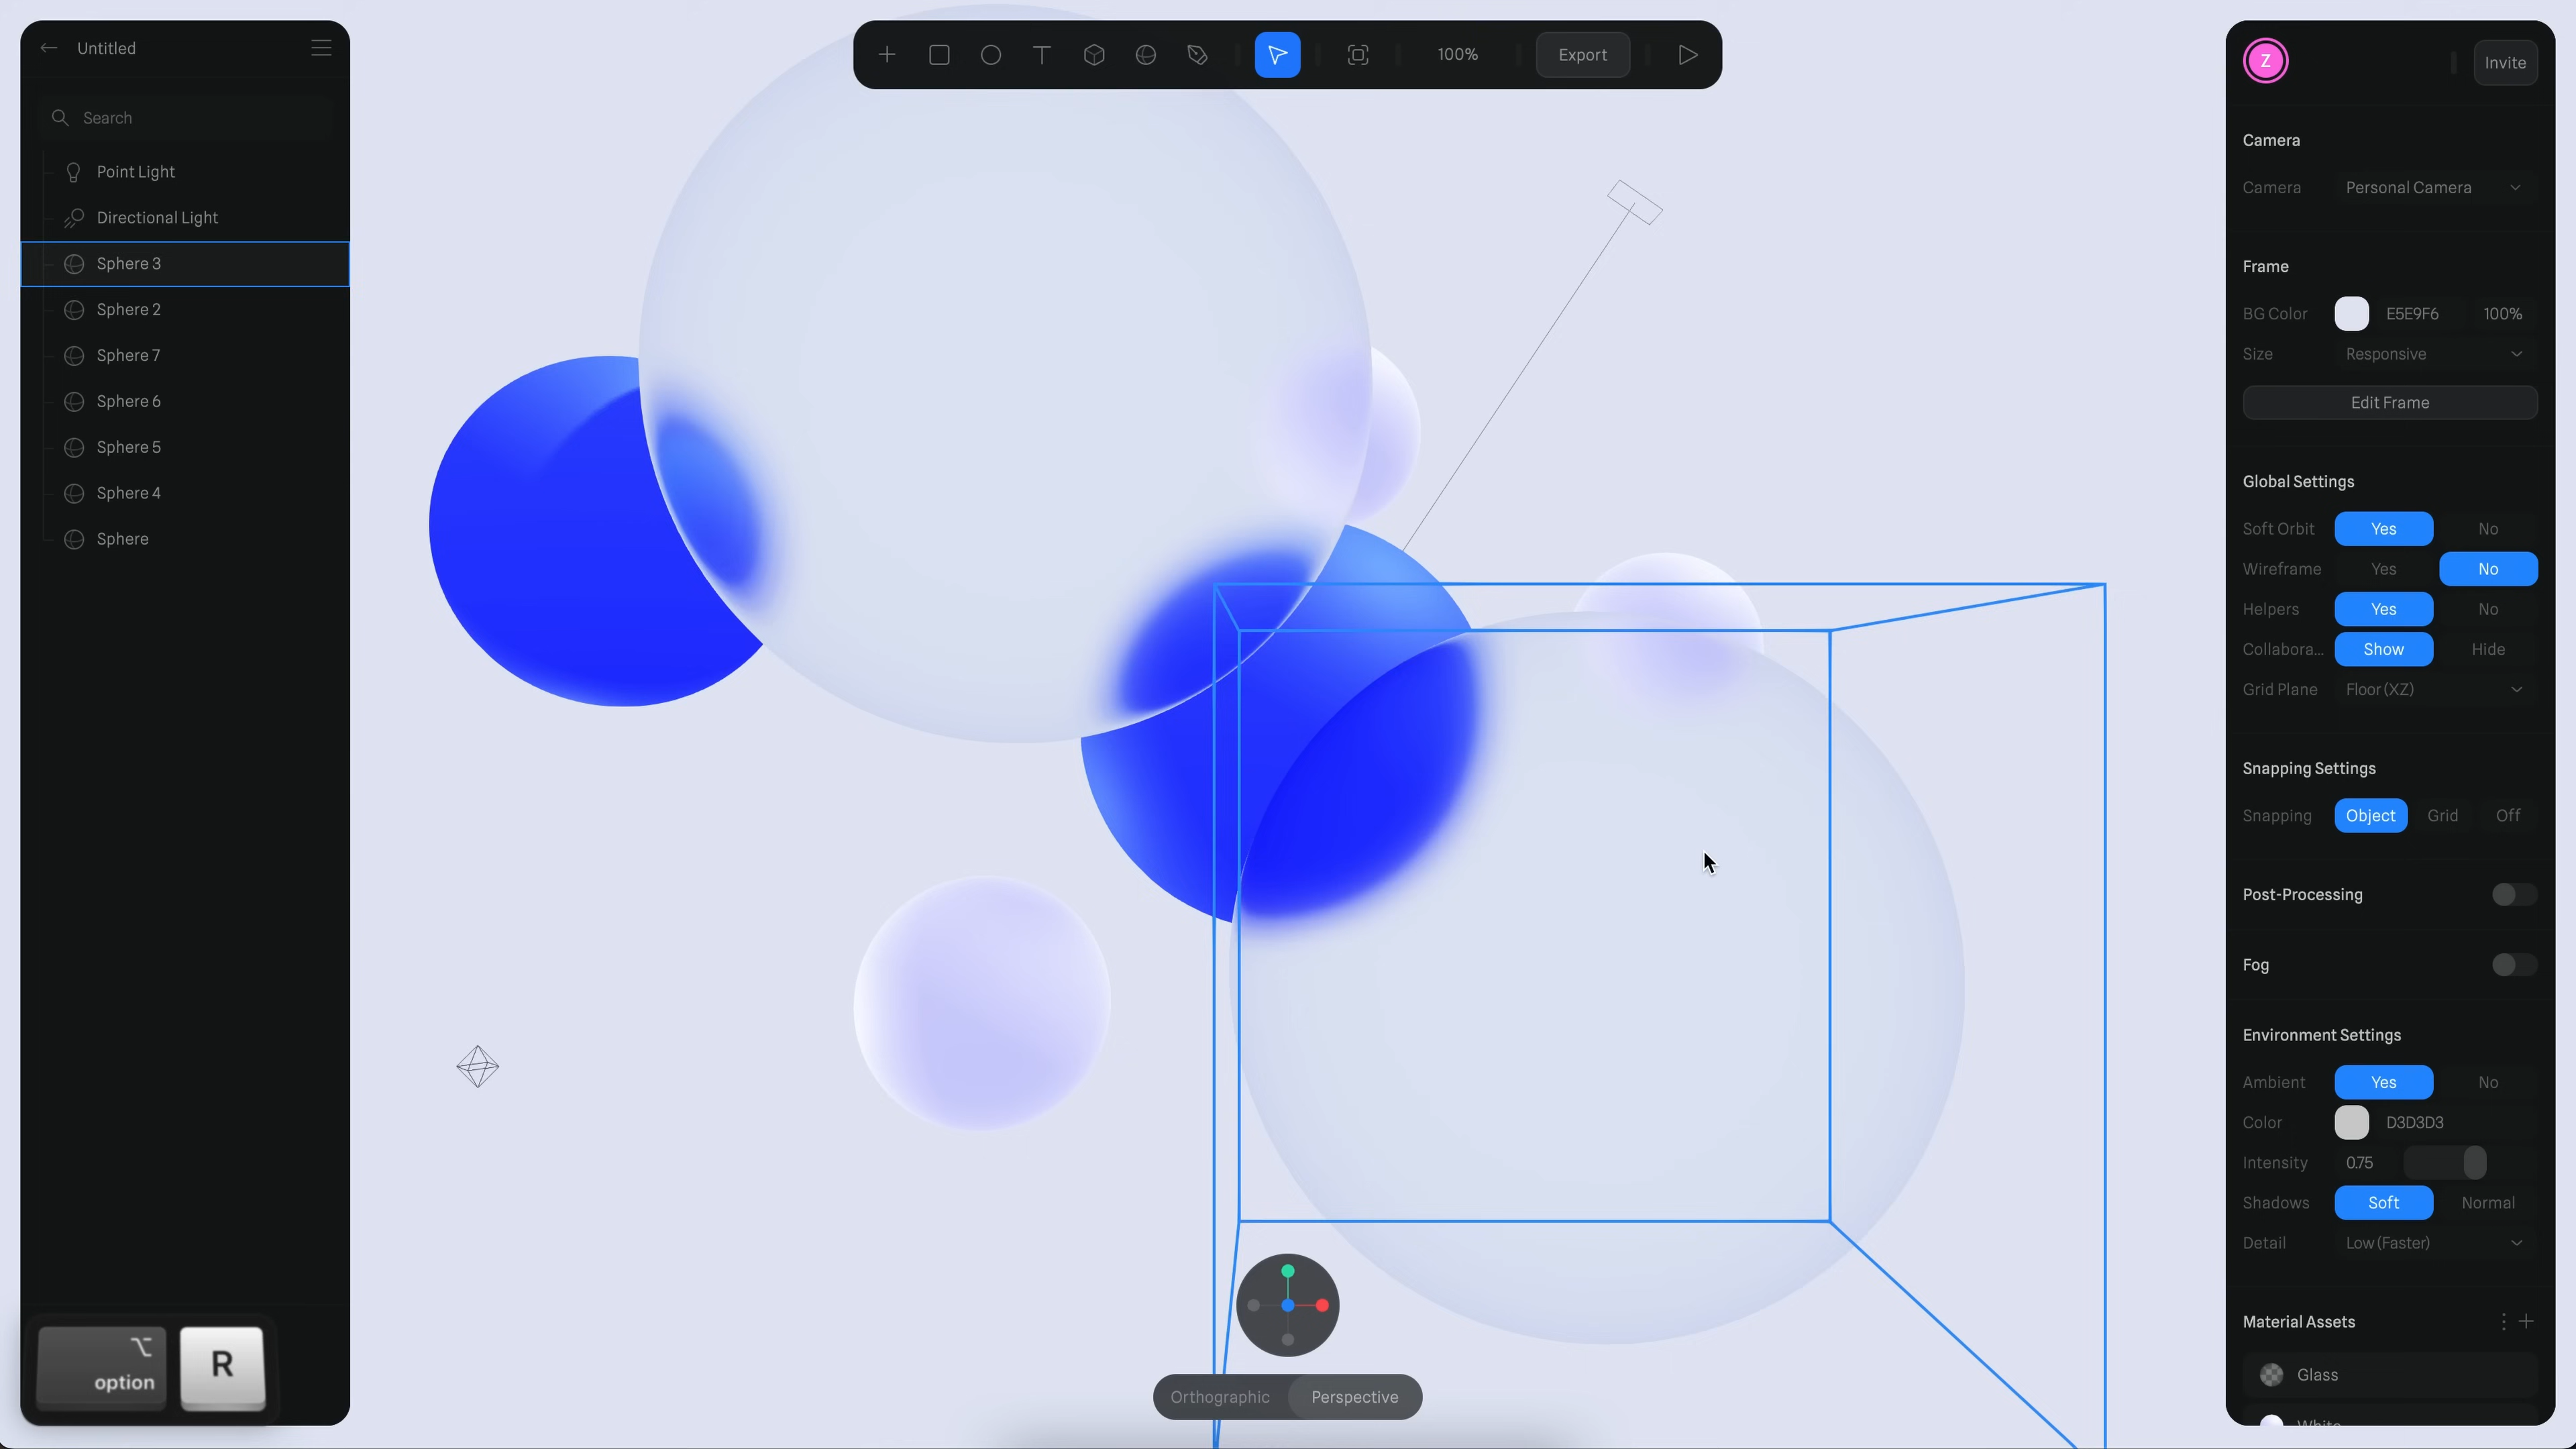 Untitled
Search
Point Light
Directional Light
Sphere 3
Sphere 2
Sphere 7
Sphere 6
Sphere 5
Sphere 4
Sphere
option
R
100%
Export
Orthographic
Perspective
Z
Invite
Camera
Camera Personal Camera
Frame
BG Color E5E9F6 100%
Size Responsive
Edit Frame
Global Settings
Soft Orbit Yes No
Wireframe Yes No
Helpers Yes No
Collabora... Show Hide
Grid Plane Floor (XZ)
Snapping Settings
Snapping Object Grid Off
Post-Processing
Fog
Environment Settings
Ambient Yes No
Color D3D3D3
Intensity 0.75
Shadows Soft Normal
Detail Low (Faster)
Material Assets
Glass
White